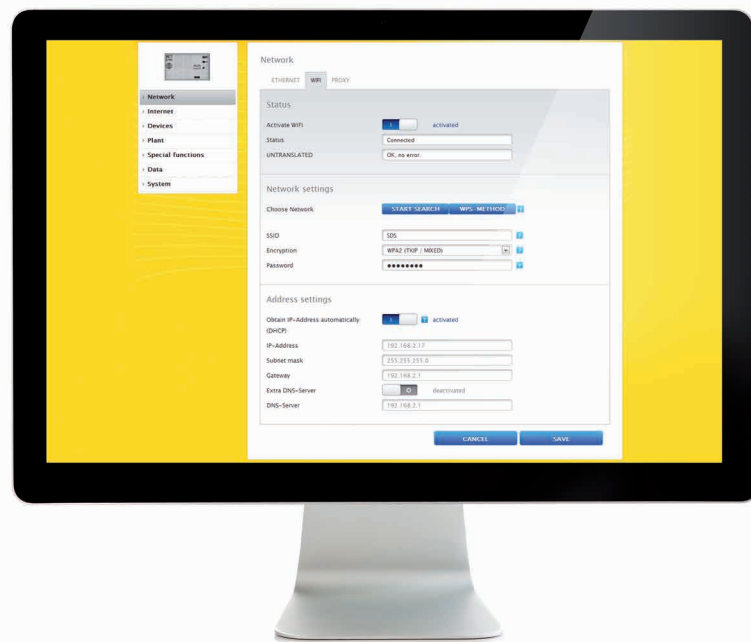 Network
Internet
Devices
Plant
Special functions
Data
System
Network
ETHERNET WIFI PROXY
Status
Activate WIFI activated
Status Connected
UNTRANSLATED OK, no error.
Network settings
Choose Network START SEARCH WPS-METHOD ?
SSID SDS ?
Encryption WPA2 (TKIP / MIXED) ?
Password ●●●●●●●● ?
Address settings
Obtain IP-Address automatically ? activated
(DHCP)
IP-Address 192.168.2.17
Subnet mask 255.255.255.0
Gateway 192.168.2.1
Extra DNS-Server deactivated
DNS-Server 192.168.2.1
CANCEL SAVE